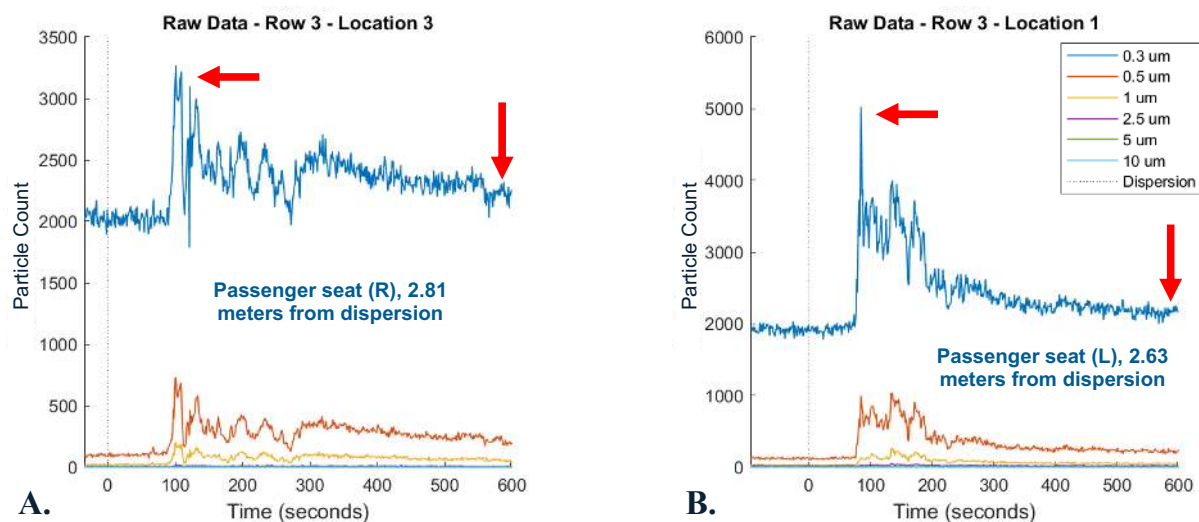 Raw Data - Row 3 - Location 3
3500
3000
2500
2000
1500
1000
500
0
Particle Count
Passenger seat (R), 2.81
meters from dispersion
0
100
200
300
400
500
600
Time (seconds)
A.
Raw Data - Row 3 - Location 1
6000
5000
4000
3000
2000
1000
0
Particle Count
0.3 um
0.5 um
1 um
2.5 um
5 um
10 um
Dispersion
Passenger seat (L), 2.63
meters from dispersion
0
100
200
300
400
500
600
Time (seconds)
B.